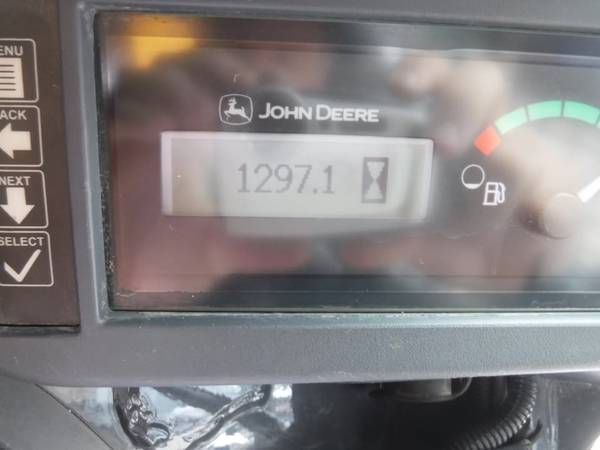 ENU
JOHN DEERE
ACK
1297.1
NEXT
SELECT